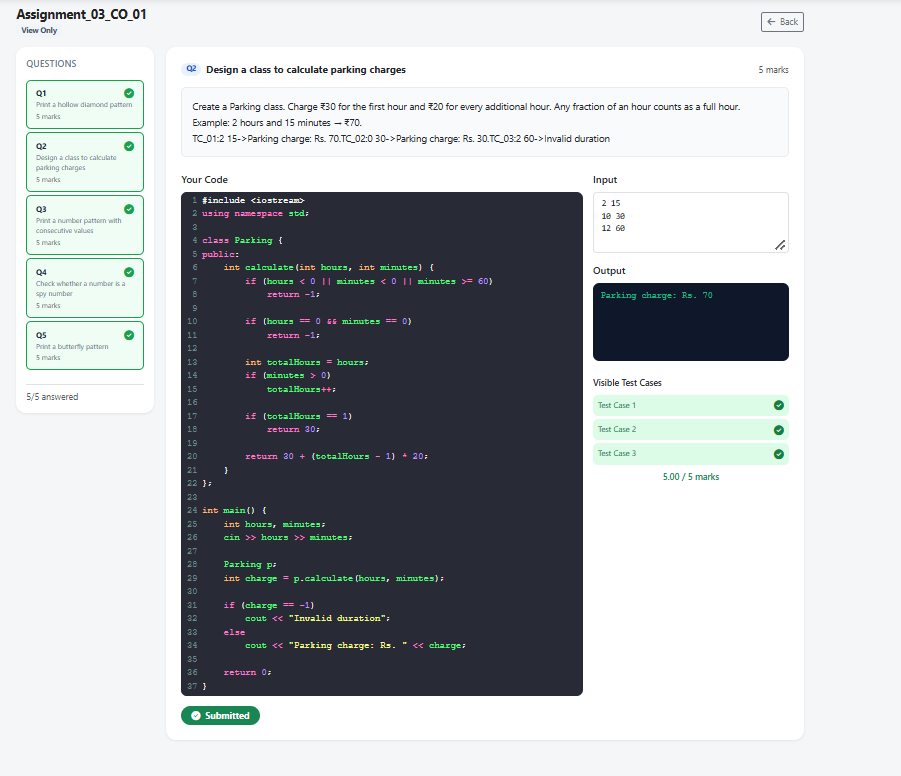 Assignment_03_CO_01
View Only
← Back
QUESTIONS
Q1
Print a hollow diamond pattern
5 marks
Q2
Design a class to calculate
parking charges
5 marks
Q3
Print a number pattern with
consecutive values
5 marks
Q4
Check whether a number is a
spy number
5 marks
Q5
Print a butterfly pattern
5 marks
5/5 answered
Q2 Design a class to calculate parking charges
5 marks
Create a Parking class. Charge ₹30 for the first hour and ₹20 for every additional hour. Any fraction of an hour counts as a full hour.
Example: 2 hours and 15 minutes → ₹70.
TC_01:2 15->Parking charge: Rs. 70.TC_02:0 30->Parking charge: Rs. 30.TC_03:2 60->Invalid duration
Your Code
1 #include <iostream>
2 using namespace std;
3
4 class Parking {
5 public:
6     int calculate(int hours, int minutes) {
7         if (hours < 0 || minutes < 0 || minutes >= 60)
8             return -1;
9
10         if (hours == 0 && minutes == 0)
11             return -1;
12
13         int totalHours = hours;
14         if (minutes > 0)
15             totalHours++;
16
17         if (totalHours == 1)
18             return 30;
19
20         return 30 + (totalHours - 1) * 20;
21     }
22 };
23
24 int main() {
25     int hours, minutes;
26     cin >> hours >> minutes;
27
28     Parking p;
29     int charge = p.calculate(hours, minutes);
30
31     if (charge == -1)
32         cout << "Invalid duration";
33     else
34         cout << "Parking charge: Rs. " << charge;
35
36     return 0;
37 }
Submitted
Input
2 15
10 30
12 60
Output
Parking charge: Rs. 70
Visible Test Cases
Test Case 1
Test Case 2
Test Case 3
5.00 / 5 marks